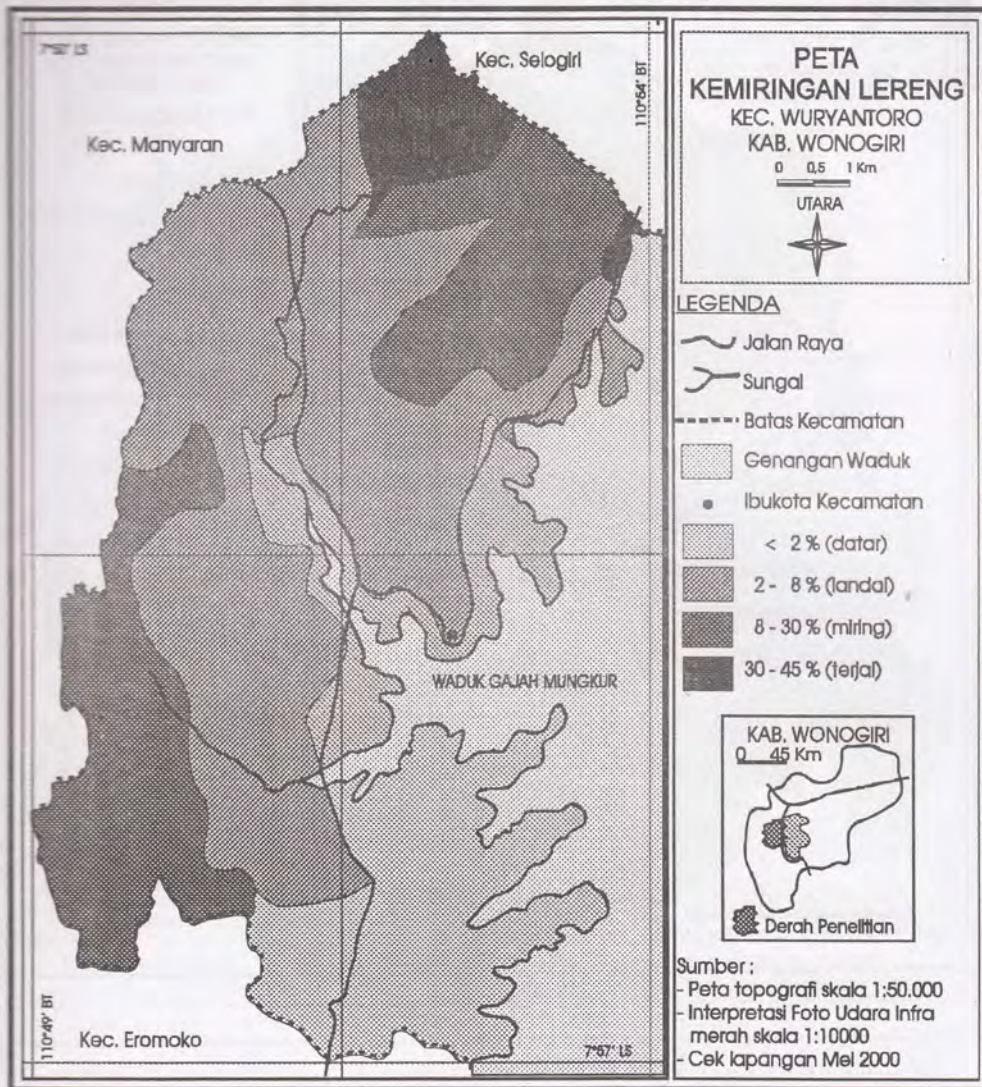 7°50' LS
Kec. Selogiri
110°54' BT
Kec. Manyaran
WADUK GAJAH MUNGKUR
110°49' BT
Kec. Eromoko
7°57' LS
PETA
KEMIRINGAN LERENG
KEC. WURYANTORO
KAB. WONOGIRI
0 0,5 1 Km
UTARA
LEGENDA
Jalan Raya
Sungai
Batas Kecamatan
Genangan Waduk
Ibukota Kecamatan
< 2 % (datar)
2 - 8 % (landai)
8 - 30 % (miring)
30 - 45 % (terjal)
KAB. WONOGIRI
0 45 Km
Derah Penelitian
Sumber :
- Peta topografi skala 1:50.000
- Interpretasi Foto Udara Infra
merah skala 1:10000
- Cek lapangan Mei 2000